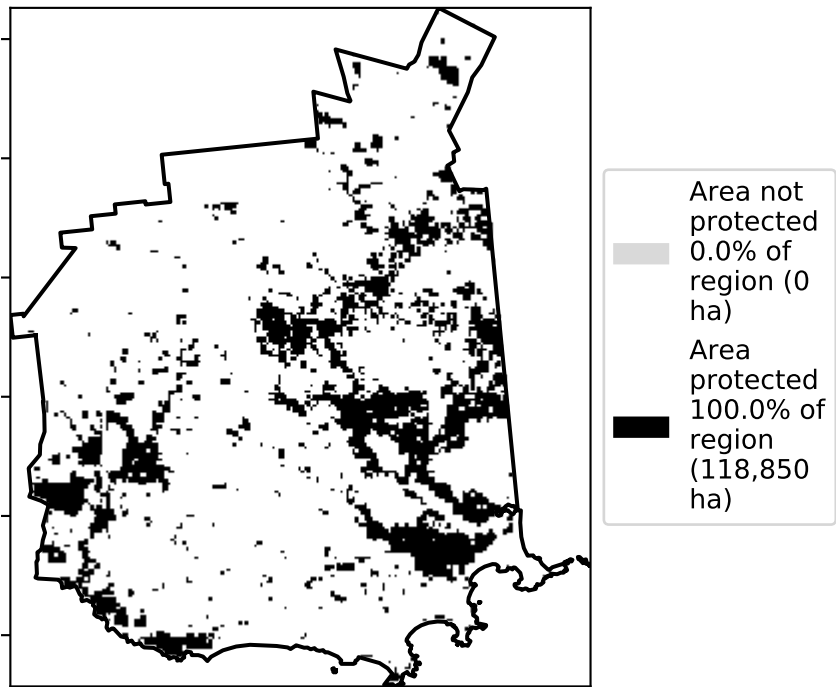 Area not
protected
0.0% of
region (0
ha)
Area
protected
100.0% of
region
(118,850
ha)